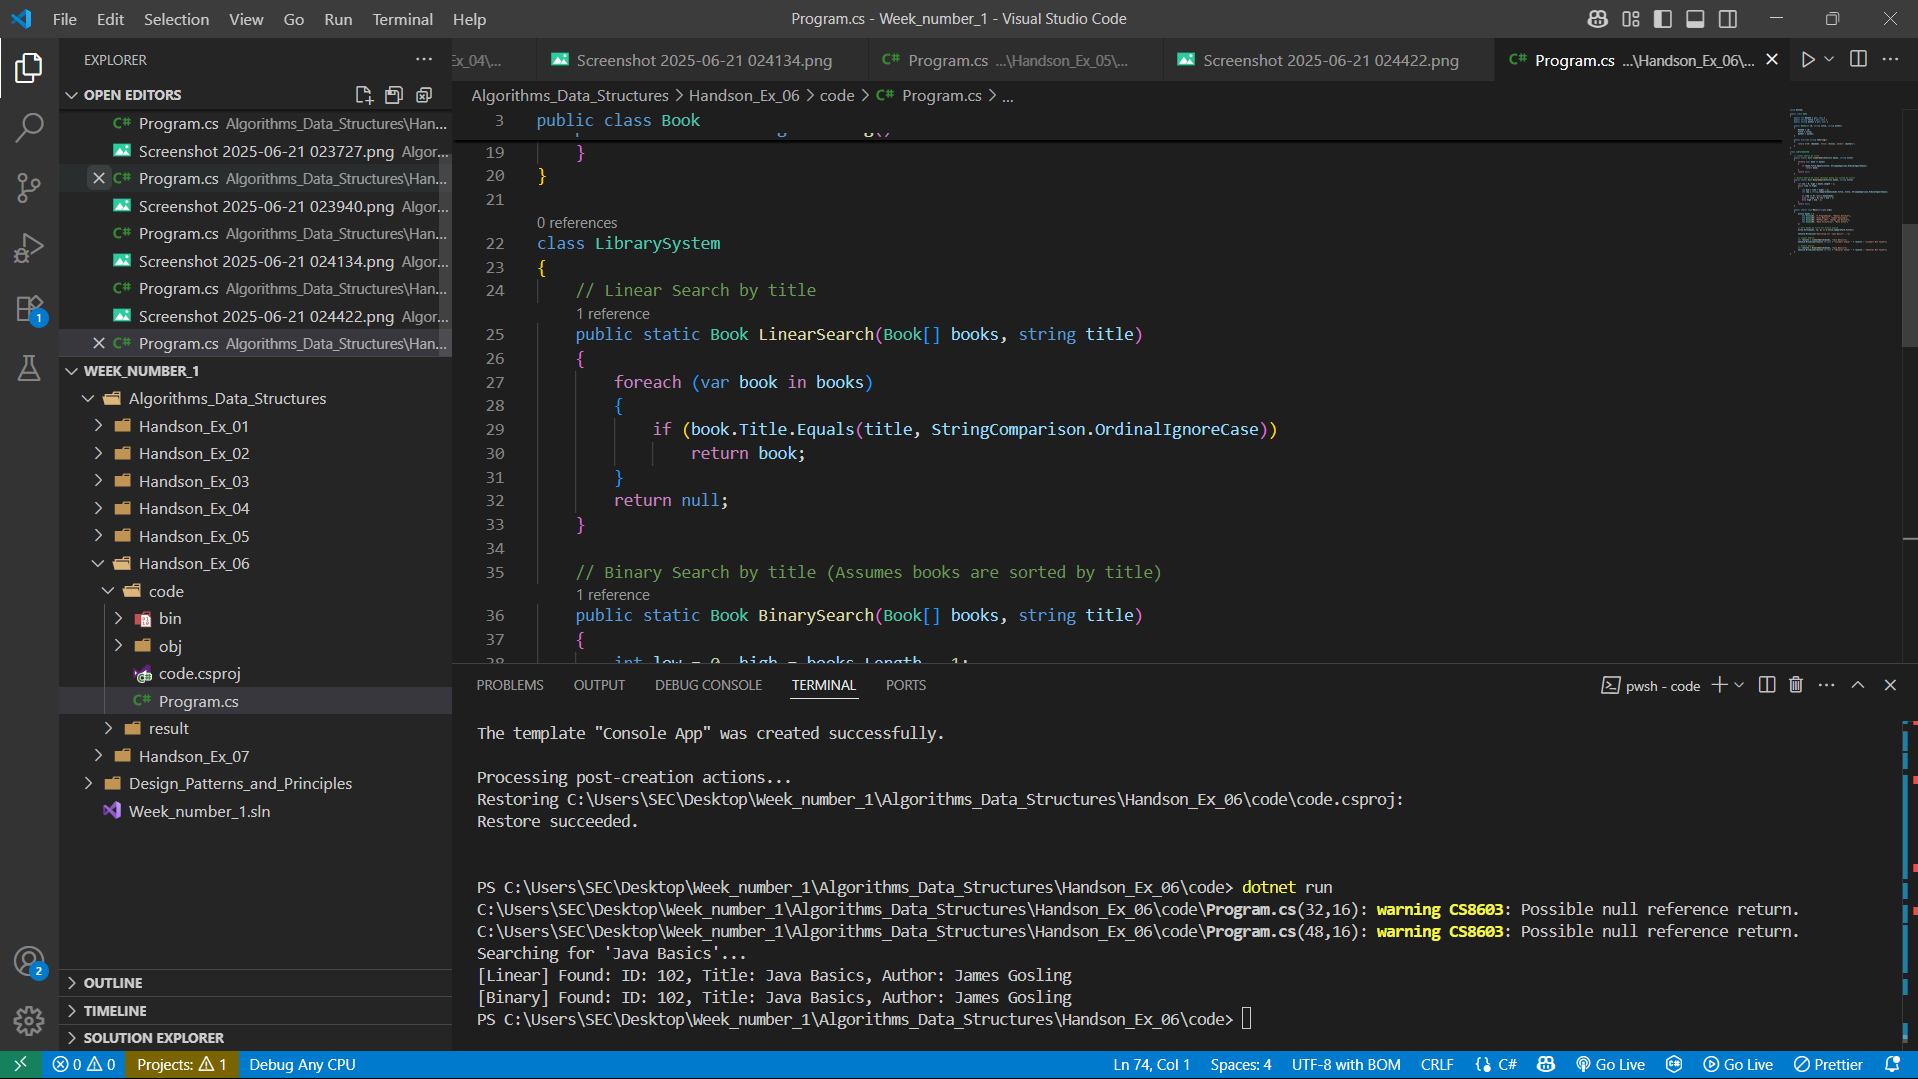 File Edit Selection View Go Run Terminal Help
Program.cs - Week_number_1 - Visual Studio Code
EXPLORER
OPEN EDITORS
Program.cs Algorithms_Data_Structures\Han...
Screenshot 2025-06-21 023727.png Algor...
Program.cs Algorithms_Data_Structures\Han...
Screenshot 2025-06-21 023940.png Algor...
Program.cs Algorithms_Data_Structures\Han...
Screenshot 2025-06-21 024134.png Algor...
Program.cs Algorithms_Data_Structures\Han...
Screenshot 2025-06-21 024422.png Algor...
Program.cs Algorithms_Data_Structures\Han...
WEEK_NUMBER_1
Algorithms_Data_Structures
Handson_Ex_01
Handson_Ex_02
Handson_Ex_03
Handson_Ex_04
Handson_Ex_05
Handson_Ex_06
code
bin
obj
code.csproj
Program.cs
result
Handson_Ex_07
Design_Patterns_and_Principles
Week_number_1.sln
OUTLINE
TIMELINE
SOLUTION EXPLORER
1
2
Ex_04\... Screenshot 2025-06-21 024134.png Program.cs ...\Handson_Ex_05\... Screenshot 2025-06-21 024422.png Program.cs ...\Handson_Ex_06\...
Algorithms_Data_Structures > Handson_Ex_06 > code > Program.cs > ...
3 public class Book
19 }
20 }
21
0 references
22 class LibrarySystem
23 {
24 // Linear Search by title
1 reference
25 public static Book LinearSearch(Book[] books, string title)
26 {
27 foreach (var book in books)
28 {
29 if (book.Title.Equals(title, StringComparison.OrdinalIgnoreCase))
30 return book;
31 }
32 return null;
33 }
34
35 // Binary Search by title (Assumes books are sorted by title)
1 reference
36 public static Book BinarySearch(Book[] books, string title)
37 {
38 int low = 0, high = books.Length - 1;
PROBLEMS OUTPUT DEBUG CONSOLE TERMINAL PORTS
pwsh - code
The template "Console App" was created successfully.
Processing post-creation actions...
Restoring C:\Users\SEC\Desktop\Week_number_1\Algorithms_Data_Structures\Handson_Ex_06\code\code.csproj:
Restore succeeded.
PS C:\Users\SEC\Desktop\Week_number_1\Algorithms_Data_Structures\Handson_Ex_06\code> dotnet run
C:\Users\SEC\Desktop\Week_number_1\Algorithms_Data_Structures\Handson_Ex_06\code\Program.cs(32,16): warning CS8603: Possible null reference return.
C:\Users\SEC\Desktop\Week_number_1\Algorithms_Data_Structures\Handson_Ex_06\code\Program.cs(48,16): warning CS8603: Possible null reference return.
Searching for 'Java Basics'...
[Linear] Found: ID: 102, Title: Java Basics, Author: James Gosling
[Binary] Found: ID: 102, Title: Java Basics, Author: James Gosling
PS C:\Users\SEC\Desktop\Week_number_1\Algorithms_Data_Structures\Handson_Ex_06\code>
0 0 Projects: 1 Debug Any CPU
Ln 74, Col 1 Spaces: 4 UTF-8 with BOM CRLF {} C# Go Live Go Live Prettier